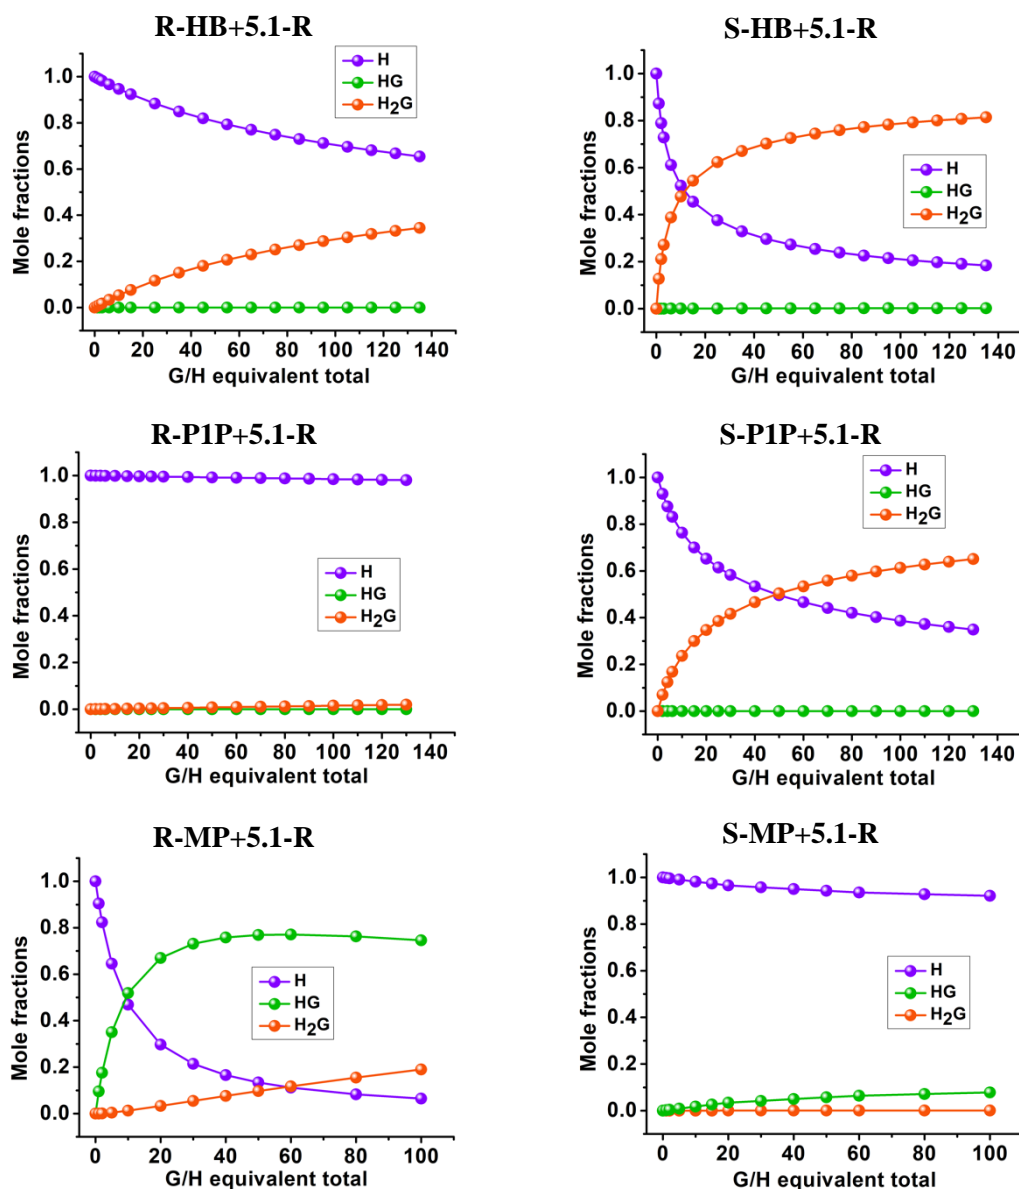 R-HB+5.1-R
H
HG
H2G
Mole fractions
1.0
0.8
0.6
0.4
0.2
0.0
0 20 40 60 80 100 120 140
G/H equivalent total
S-HB+5.1-R
H
HG
H2G
Mole fractions
1.0
0.8
0.6
0.4
0.2
0.0
0 20 40 60 80 100 120 140
G/H equivalent total
R-P1P+5.1-R
H
HG
H2G
Mole fractions
1.0
0.8
0.6
0.4
0.2
0.0
0 20 40 60 80 100 120 140
G/H equivalent total
S-P1P+5.1-R
H
HG
H2G
Mole fractions
1.0
0.8
0.6
0.4
0.2
0.0
0 20 40 60 80 100 120 140
G/H equivalent total
R-MP+5.1-R
H
HG
H2G
Mole fractions
1.0
0.8
0.6
0.4
0.2
0.0
0 20 40 60 80 100
G/H equivalent total
S-MP+5.1-R
H
HG
H2G
Mole fractions
1.0
0.8
0.6
0.4
0.2
0.0
0 20 40 60 80 100
G/H equivalent total